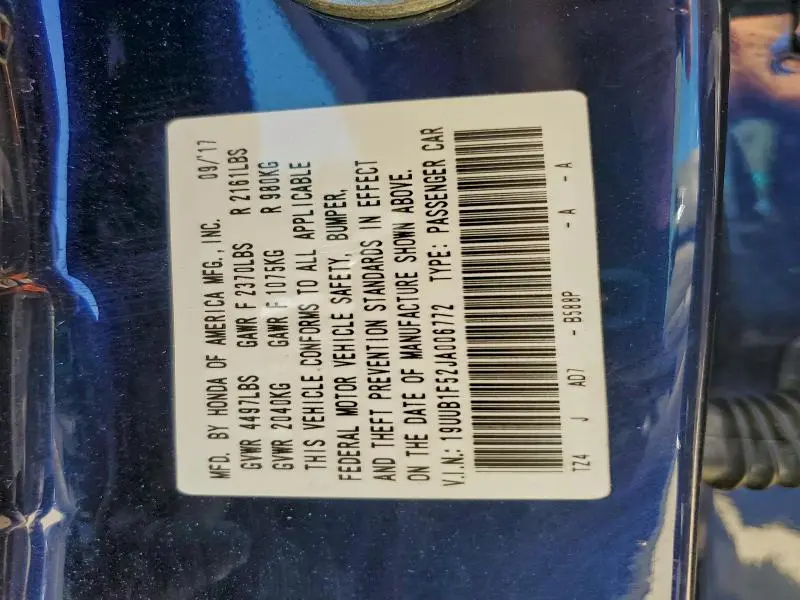 MFD. BY HONDA OF AMERICA MFG., INC. 09/'17
GVWR 4497LBS GAWR F 2370LBS R 2161LBS
GVWR 2040KG GAWR F 1075KG R 980KG
THIS VEHICLE CONFORMS TO ALL APPLICABLE
FEDERAL MOTOR VEHICLE SAFETY, BUMPER,
AND THEFT PREVENTION STANDARDS IN EFFECT
ON THE DATE OF MANUFACTURE SHOWN ABOVE.
V.I.N.: 19UUB1F52JA006772 TYPE: PASSENGER CAR
TZ4 J AD7 - B588P - A - A